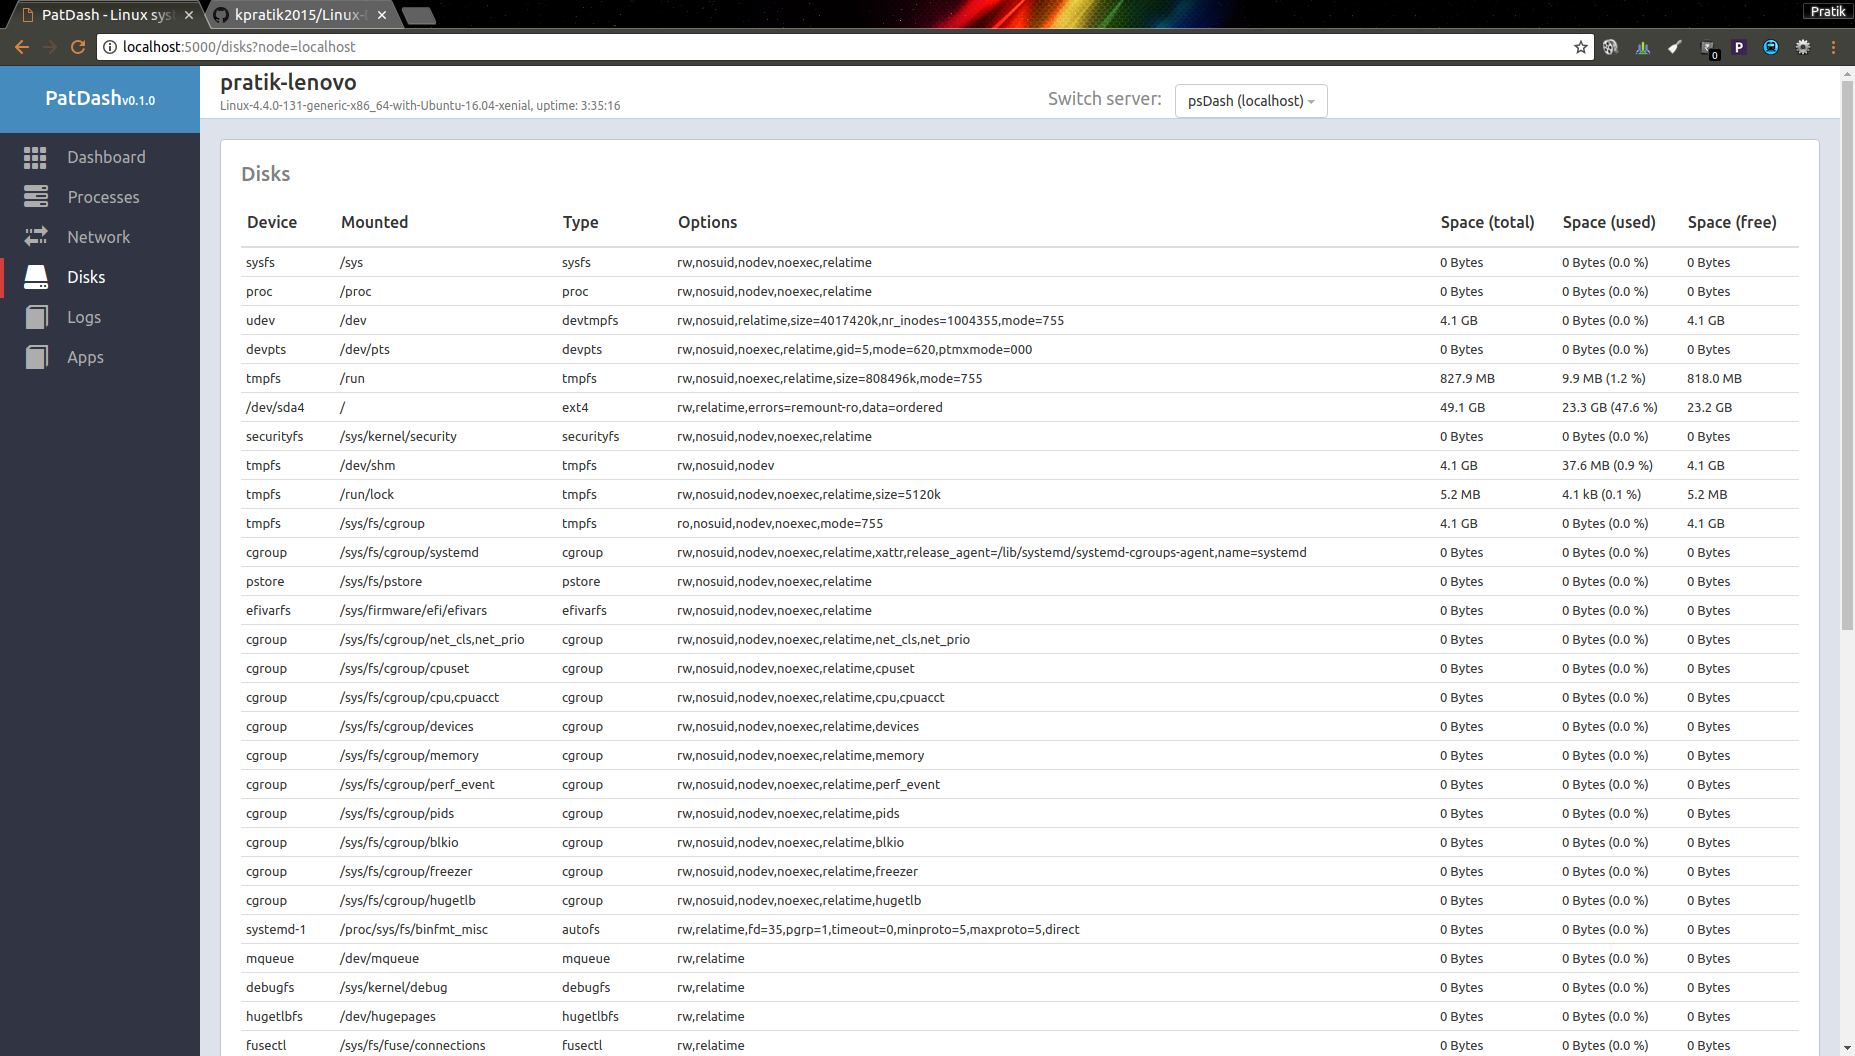 PatDash - Linux sys
kpratik2015/Linux-
Pratik
localhost:5000/disks?node=localhost
0
P
PatDash v0.1.0
pratik-lenovo
Linux-4.4.0-131-generic-x86_64-with-Ubuntu-16.04-xenial, uptime: 3:35:16
Switch server: psDash (localhost)
Dashboard
Processes
Network
Disks
Logs
Apps
Disks
Device Mounted Type Options Space (total) Space (used) Space (free)
sysfs /sys sysfs rw,nosuid,nodev,noexec,relatime 0 Bytes 0 Bytes (0.0 %) 0 Bytes
proc /proc proc rw,nosuid,nodev,noexec,relatime 0 Bytes 0 Bytes (0.0 %) 0 Bytes
udev /dev devtmpfs rw,nosuid,relatime,size=4017420k,nr_inodes=1004355,mode=755 4.1 GB 0 Bytes (0.0 %) 4.1 GB
devpts /dev/pts devpts rw,nosuid,noexec,relatime,gid=5,mode=620,ptmxmode=000 0 Bytes 0 Bytes (0.0 %) 0 Bytes
tmpfs /run tmpfs rw,nosuid,noexec,relatime,size=808496k,mode=755 827.9 MB 9.9 MB (1.2 %) 818.0 MB
/dev/sda4 / ext4 rw,relatime,errors=remount-ro,data=ordered 49.1 GB 23.3 GB (47.6 %) 23.2 GB
securityfs /sys/kernel/security securityfs rw,nosuid,nodev,noexec,relatime 0 Bytes 0 Bytes (0.0 %) 0 Bytes
tmpfs /dev/shm tmpfs rw,nosuid,nodev 4.1 GB 37.6 MB (0.9 %) 4.1 GB
tmpfs /run/lock tmpfs rw,nosuid,nodev,noexec,relatime,size=5120k 5.2 MB 4.1 kB (0.1 %) 5.2 MB
tmpfs /sys/fs/cgroup tmpfs ro,nosuid,nodev,noexec,mode=755 4.1 GB 0 Bytes (0.0 %) 4.1 GB
cgroup /sys/fs/cgroup/systemd cgroup rw,nosuid,nodev,noexec,relatime,xattr,release_agent=/lib/systemd/systemd-cgroups-agent,name=systemd 0 Bytes 0 Bytes (0.0 %) 0 Bytes
pstore /sys/fs/pstore pstore rw,nosuid,nodev,noexec,relatime 0 Bytes 0 Bytes (0.0 %) 0 Bytes
efivarfs /sys/firmware/efi/efivars efivarfs rw,nosuid,nodev,noexec,relatime 0 Bytes 0 Bytes (0.0 %) 0 Bytes
cgroup /sys/fs/cgroup/net_cls,net_prio cgroup rw,nosuid,nodev,noexec,relatime,net_cls,net_prio 0 Bytes 0 Bytes (0.0 %) 0 Bytes
cgroup /sys/fs/cgroup/cpuset cgroup rw,nosuid,nodev,noexec,relatime,cpuset 0 Bytes 0 Bytes (0.0 %) 0 Bytes
cgroup /sys/fs/cgroup/cpu,cpuacct cgroup rw,nosuid,nodev,noexec,relatime,cpu,cpuacct 0 Bytes 0 Bytes (0.0 %) 0 Bytes
cgroup /sys/fs/cgroup/devices cgroup rw,nosuid,nodev,noexec,relatime,devices 0 Bytes 0 Bytes (0.0 %) 0 Bytes
cgroup /sys/fs/cgroup/memory cgroup rw,nosuid,nodev,noexec,relatime,memory 0 Bytes 0 Bytes (0.0 %) 0 Bytes
cgroup /sys/fs/cgroup/perf_event cgroup rw,nosuid,nodev,noexec,relatime,perf_event 0 Bytes 0 Bytes (0.0 %) 0 Bytes
cgroup /sys/fs/cgroup/pids cgroup rw,nosuid,nodev,noexec,relatime,pids 0 Bytes 0 Bytes (0.0 %) 0 Bytes
cgroup /sys/fs/cgroup/blkio cgroup rw,nosuid,nodev,noexec,relatime,blkio 0 Bytes 0 Bytes (0.0 %) 0 Bytes
cgroup /sys/fs/cgroup/freezer cgroup rw,nosuid,nodev,noexec,relatime,freezer 0 Bytes 0 Bytes (0.0 %) 0 Bytes
cgroup /sys/fs/cgroup/hugetlb cgroup rw,nosuid,nodev,noexec,relatime,hugetlb 0 Bytes 0 Bytes (0.0 %) 0 Bytes
systemd-1 /proc/sys/fs/binfmt_misc autofs rw,relatime,fd=35,pgrp=1,timeout=0,minproto=5,maxproto=5,direct 0 Bytes 0 Bytes (0.0 %) 0 Bytes
mqueue /dev/mqueue mqueue rw,relatime 0 Bytes 0 Bytes (0.0 %) 0 Bytes
debugfs /sys/kernel/debug debugfs rw,relatime 0 Bytes 0 Bytes (0.0 %) 0 Bytes
hugetlbfs /dev/hugepages hugetlbfs rw,relatime 0 Bytes 0 Bytes (0.0 %) 0 Bytes
fusectl /sys/fs/fuse/connections fusectl rw,relatime 0 Bytes 0 Bytes (0.0 %) 0 Bytes